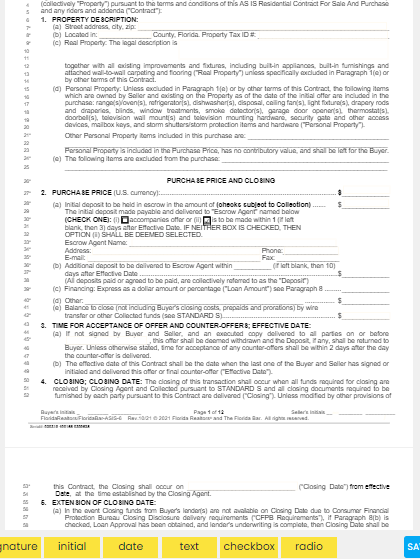 (collectively "Property") pursuant to the terms and conditions of this AS IS Residential Contract For Sale And Purchase
and any riders and addenda ("Contract"):
1. PROPERTY DESCRIPTION:
(a) Street address, city, zip:
(b) Located in: County, Florida. Property Tax ID #:
(c) Real Property: The legal description is
together with all existing improvements and fixtures, including built-in appliances, built-in furnishings and
attached wall-to-wall carpeting and flooring ("Real Property") unless specifically excluded in Paragraph 1(e) or
by other terms of this Contract.
(d) Personal Property: Unless excluded in Paragraph 1(e) or by other terms of this Contract, the following items
which are owned by Seller and existing on the Property as of the date of the initial offer are included in the
purchase: range(s)/oven(s), refrigerator(s), dishwasher(s), disposal, ceiling fan(s), light fixture(s), drapery rods
and draperies, blinds, window treatments, smoke detector(s), garage door opener(s), thermostat(s),
doorbell(s), television wall mount(s) and television mounting hardware, security gate and other access
devices, mailbox keys, and storm shutters/storm protection items and hardware ("Personal Property").
Other Personal Property items included in this purchase are:
Personal Property is included in the Purchase Price, has no contributory value, and shall be left for the Buyer.
(e) The following items are excluded from the purchase:
PURCHASE PRICE AND CLOSING
2. PURCHASE PRICE (U.S. currency): $
(a) Initial deposit to be held in escrow in the amount of (checks subject to Collection) $
The initial deposit made payable and delivered to "Escrow Agent" named below
(CHECK ONE): (i) accompanies offer or (ii) is to be made within (if left
blank, then 3) days after Effective Date. IF NEITHER BOX IS CHECKED, THEN
OPTION (ii) SHALL BE DEEMED SELECTED.
Escrow Agent Name:
Address: Phone:
E-mail: Fax:
(b) Additional deposit to be delivered to Escrow Agent within (if left blank, then 10)
days after Effective Date $
(All deposits paid or agreed to be paid, are collectively referred to as the "Deposit")
(c) Financing: Express as a dollar amount or percentage ("Loan Amount") see Paragraph 8
(d) Other: $
(e) Balance to close (not including Buyer's closing costs, prepaids and prorations) by wire
transfer or other Collected funds (see STANDARD S) $
3. TIME FOR ACCEPTANCE OF OFFER AND COUNTER-OFFERS; EFFECTIVE DATE:
(a) If not signed by Buyer and Seller, and an executed copy delivered to all parties on or before
, this offer shall be deemed withdrawn and the Deposit, if any, shall be returned to
Buyer. Unless otherwise stated, time for acceptance of any counter-offers shall be within 2 days after the day
the counter-offer is delivered.
(b) The effective date of this Contract shall be the date when the last one of the Buyer and Seller has signed or
initialed and delivered this offer or final counter-offer ("Effective Date").
4. CLOSING; CLOSING DATE: The closing of this transaction shall occur when all funds required for closing are
received by Closing Agent and Collected pursuant to STANDARD S and all closing documents required to be
furnished by each party pursuant to this Contract are delivered ("Closing"). Unless modified by other provisions of
Buyer's Initials Page 1 of 12 Seller's Initials
FloridaRealtors/FloridaBar-ASIS-6 Rev.10/21 © 2021 Florida Realtors® and The Florida Bar. All rights reserved.
this Contract, the Closing shall occur on ("Closing Date") from effective
Date, at the time established by the Closing Agent.
5. EXTENSION OF CLOSING DATE:
(a) In the event Closing funds from Buyer's lender(s) are not available on Closing Date due to Consumer Financial
Protection Bureau Closing Disclosure delivery requirements ("CFPB Requirements"), if Paragraph 8(b) is
checked, Loan Approval has been obtained, and lender's underwriting is complete, then Closing Date shall be
gnature initial date text checkbox radio SA